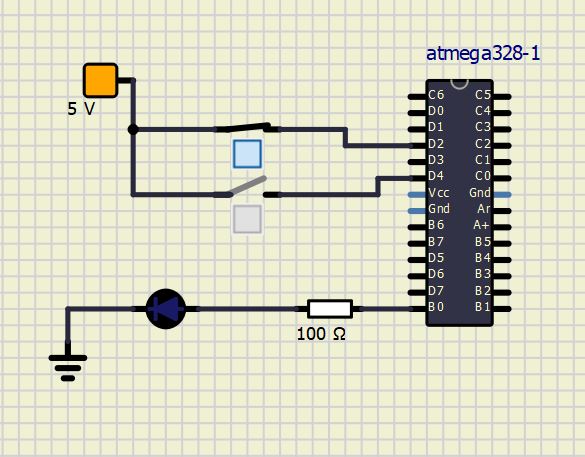 atmega328-1
5 V
C6 C5
D0 C4
D1 C3
D2 C2
D3 C1
D4 C0
Vcc Gnd
Gnd Ar
B6 A+
B7 B5
D5 B4
D6 B3
D7 B2
B0 B1
100 Ω